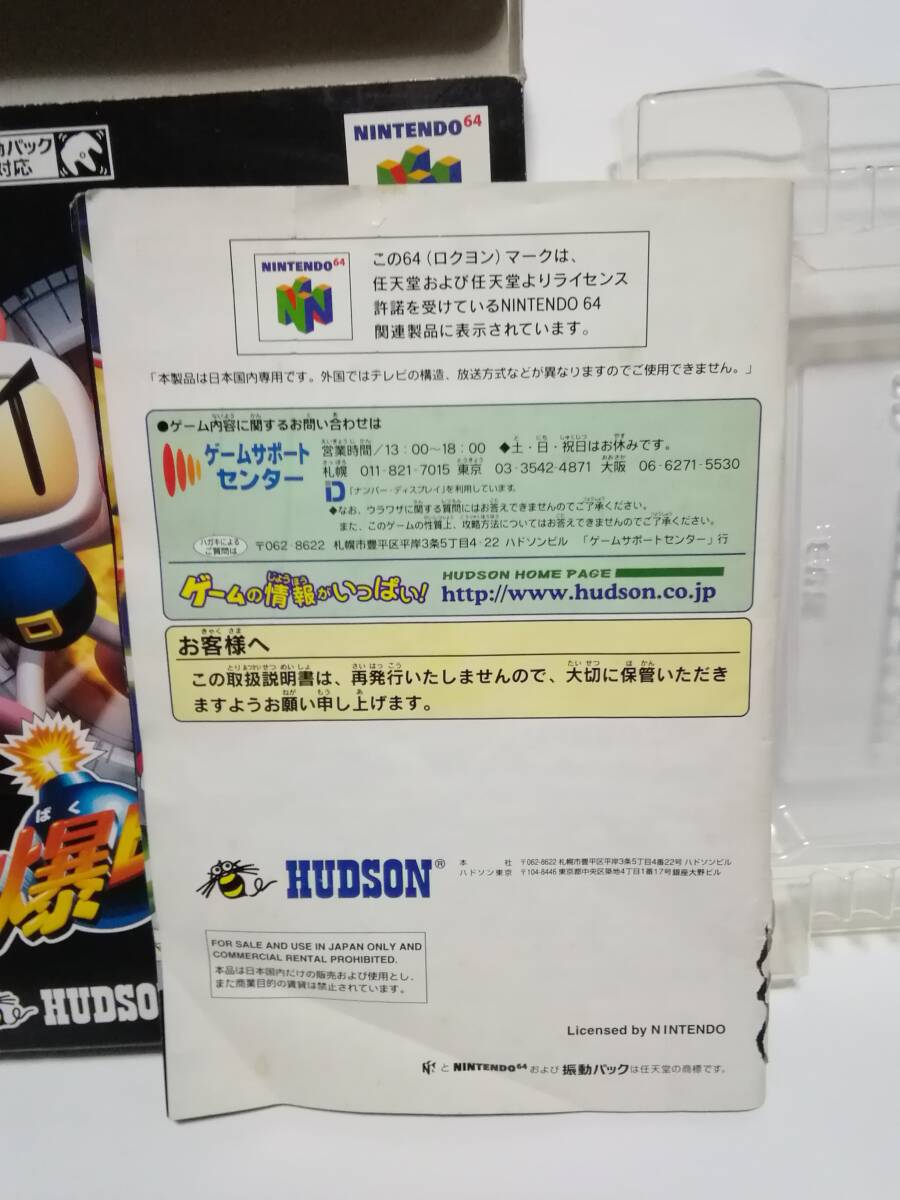 動パック
対応
NINTENDO 64
NINTENDO 64
この64（ロクヨン）マークは、
任天堂および任天堂よりライセンス
許諾を受けているNINTENDO 64
関連製品に表示されています。
「本製品は日本国内専用です。外国ではテレビの構造、放送方式などが異なりますのでご使用できません。」
●ゲーム内容に関するお問い合わせは
ゲームサポート
センター
営業時間／13：00〜18：00 ◆土・日・祝日はお休みです。
札幌 011-821-7015 東京 03-3542-4871 大阪 06-6271-5530
D「ナンバー・ディスプレイ」を利用しています。
◆なお、ウラワザに関する質問にはお答えできませんのでご了承ください。
また、このゲームの性質上、攻略方法についてはお答えできませんのでご了承ください。
ハガキによる
ご質問は
〒062-8622 札幌市豊平区平岸3条5丁目4-22 ハドソンビル 「ゲームサポートセンター」行
ゲームの情報がいっぱい!
HUDSON HOME PAGE
http://www.hudson.co.jp
お客様へ
この取扱説明書は、再発行いたしませんので、大切に保管いただき
ますようお願い申し上げます。
ばく
爆
HUDSON®
本 社 〒062-8622 札幌市豊平区平岸3条5丁目4番22号 ハドソンビル
ハドソン東京 〒104-8446 東京都中央区築地4丁目1番17号 銀座大野ビル
FOR SALE AND USE IN JAPAN ONLY AND
COMMERCIAL RENTAL PROHIBITED.
本品は日本国内だけの販売および使用とし、
また商業目的の賃貸は禁止されています。
HUDSON
Licensed by NINTENDO
と NINTENDO64 および 振動パックは任天堂の商標です。